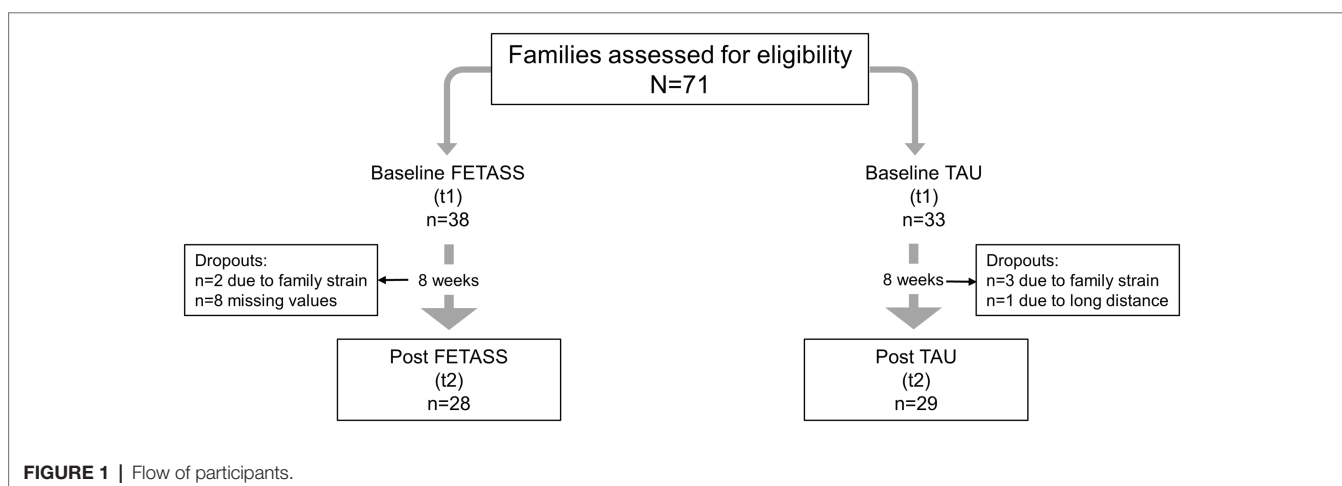 Families assessed for eligibility
N=71
Baseline FETASS
(t1)
n=38
Baseline TAU
(t1)
n=33
Dropouts:
n=2 due to family strain
n=8 missing values
8 weeks
8 weeks
Dropouts:
n=3 due to family strain
n=1 due to long distance
Post FETASS
(t2)
n=28
Post TAU
(t2)
n=29
FIGURE 1 | Flow of participants.